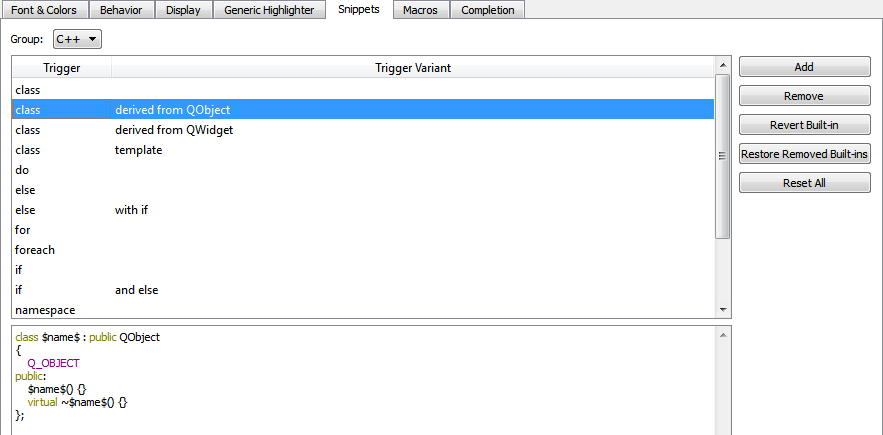 Font & Colors Behavior Display Generic Highlighter Snippets Macros Completion
Group: C++
Trigger Trigger Variant
class
class derived from QObject
class derived from QWidget
class template
do
else
else with if
for
foreach
if
if and else
namespace
Add
Remove
Revert Built-in
Restore Removed Built-ins
Reset All
class $name$ : public QObject
{
Q_OBJECT
public:
$name$() {}
virtual ~$name$() {}
};